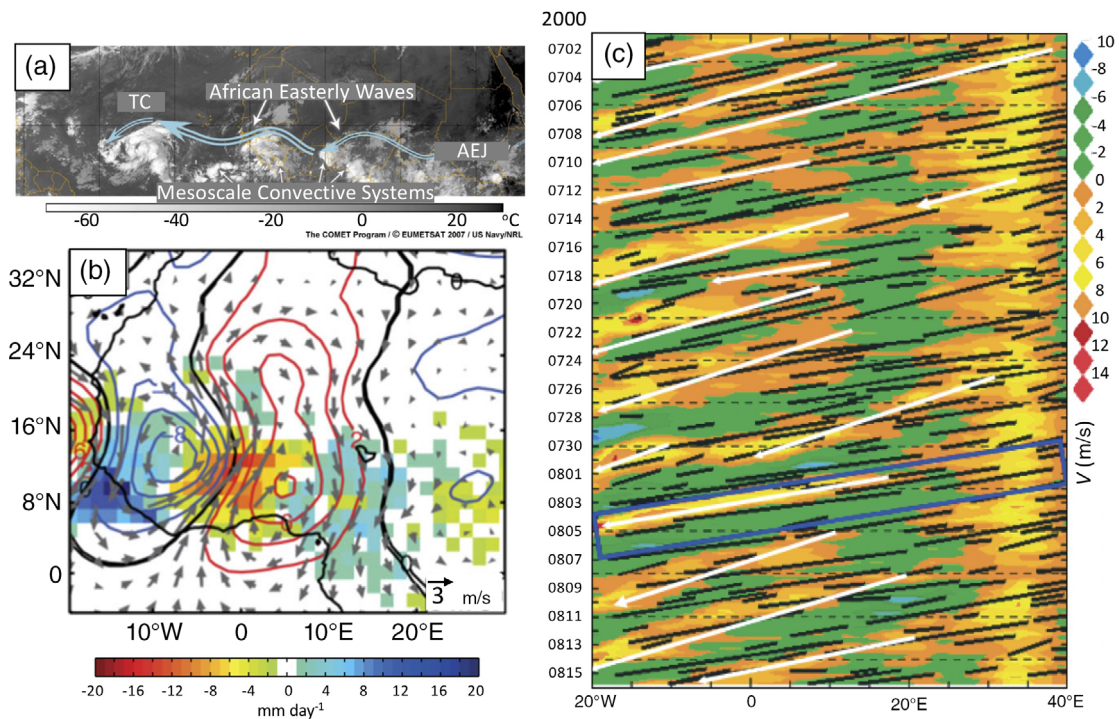 (a)
TC
African Easterly Waves
AEJ
Mesoscale Convective Systems
-60 -40 -20 0 20 °C
The COMET Program / © EUMETSAT 2007 / US Navy/NRL
(b)
32°N
24°N
16°N
8°N
0
8
6
2
0
0
3 m/s
10°W 0 10°E 20°E
-20 -16 -12 -8 -4 0 4 8 12 16 20
mm day⁻¹
2000
(c)
0702
0704
0706
0708
0710
0712
0714
0716
0718
0720
0722
0724
0726
0728
0730
0801
0803
0805
0807
0809
0811
0813
0815
20°W 0 20°E 40°E
10
-8
-6
-4
-2
0
2
4
6
8
10
12
14
V (m/s)